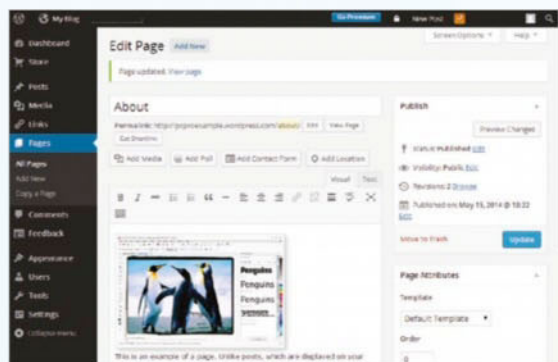 My Blog
Go Premium
New Post
Dashboard
Store
Posts
Media
Links
Pages
All Pages
Add New
Copy a Page
Comments
Feedback
Appearance
Users
Tools
Settings
Collapse menu
Screen Options
Help
Edit Page
Add New
Page updated. View page
About
Permalink: http://
.wordpress.com/about/
Edit
View Page
Get Shortlink
Add Media
Add Poll
Add Contact Form
Add Location
Visual
Text
B I
Penguins
Penguins
Penguins
This is an example of a page. Unlike posts, which are displayed on your
Publish
Preview Changes
Status: Published Edit
Visibility: Public Edit
Revisions: 2 Browse
Published on: May 15, 2014 @ 18:22
Edit
Move to Trash
Update
Page Attributes
Template
Default Template
Order
0